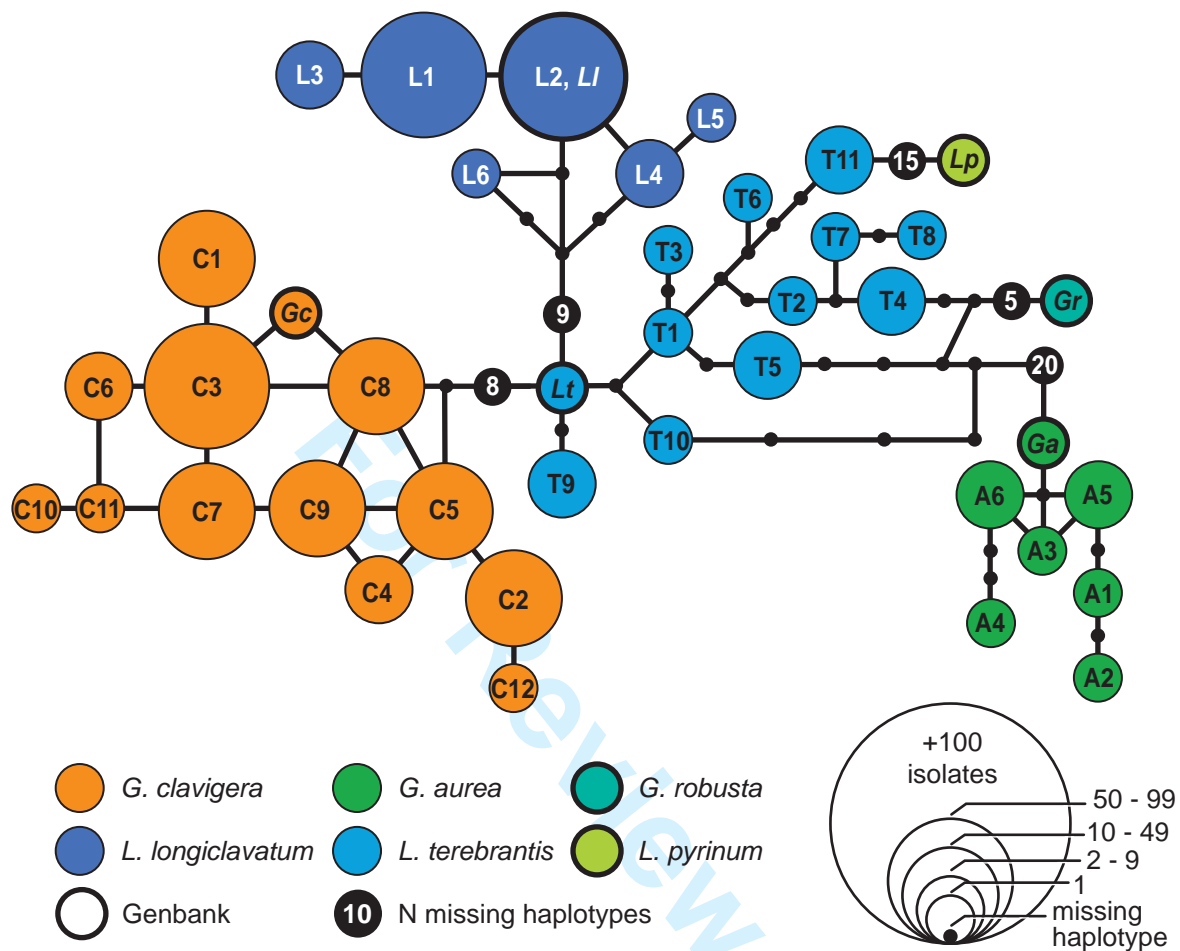 L3
L1
L2, Ll
L5
L6
L4
T11
15
Lp
T6
T3
T7
T8
C1
Gc
9
T1
T2
T4
5
Gr
C6
C3
C8
8
Lt
T5
20
T10
Ga
T9
A6
A5
C10
C11
C7
C9
C5
A3
C4
C2
A1
A4
C12
A2
For Review
+100
isolates
50 - 99
10 - 49
2 - 9
1
missing
haplotype
G. clavigera
G. aurea
G. robusta
L. longiclavatum
L. terebrantis
L. pyrinum
Genbank
10
N missing haplotypes